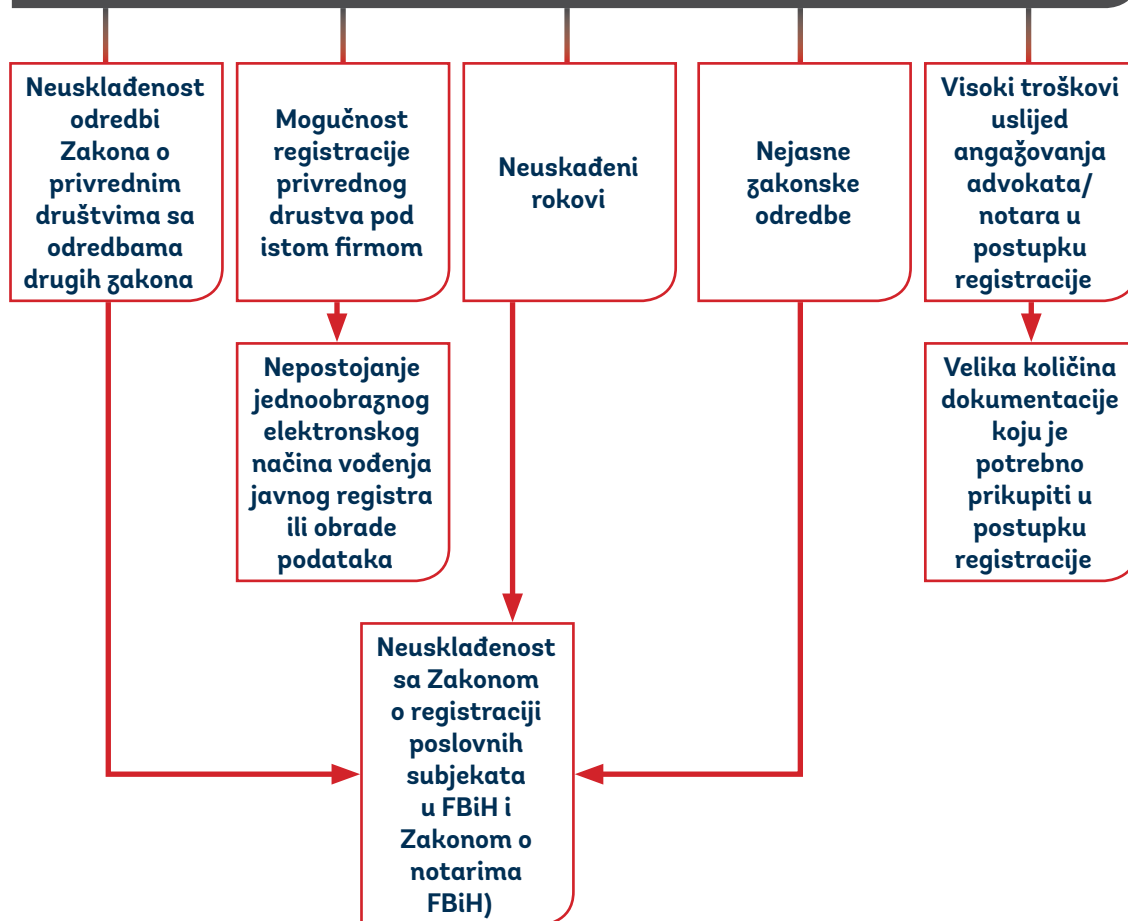 Neusklađenost
odredbi
Zakona o
privrednim
društvima sa
odredbama
drugih zakona
Mogučnost
registracije
privrednog
drustva pod
istom firmom
Neuskađeni
rokovi
Nejasne
zakonske
odredbe
Visoki troškovi
uslijed
angažovanja
advokata/
notara u
postupku
registracije
Nepostojanje
jednoobraznog
elektronskog
načina vođenja
javnog registra
ili obrade
podataka
Velika količina
dokumentacije
koju je
potrebno
prikupiti u
postupku
registracije
Neusklađenost
sa Zakonom
o registraciji
poslovnih
subjekata
u FBiH i
Zakonom o
notarima
FBiH)